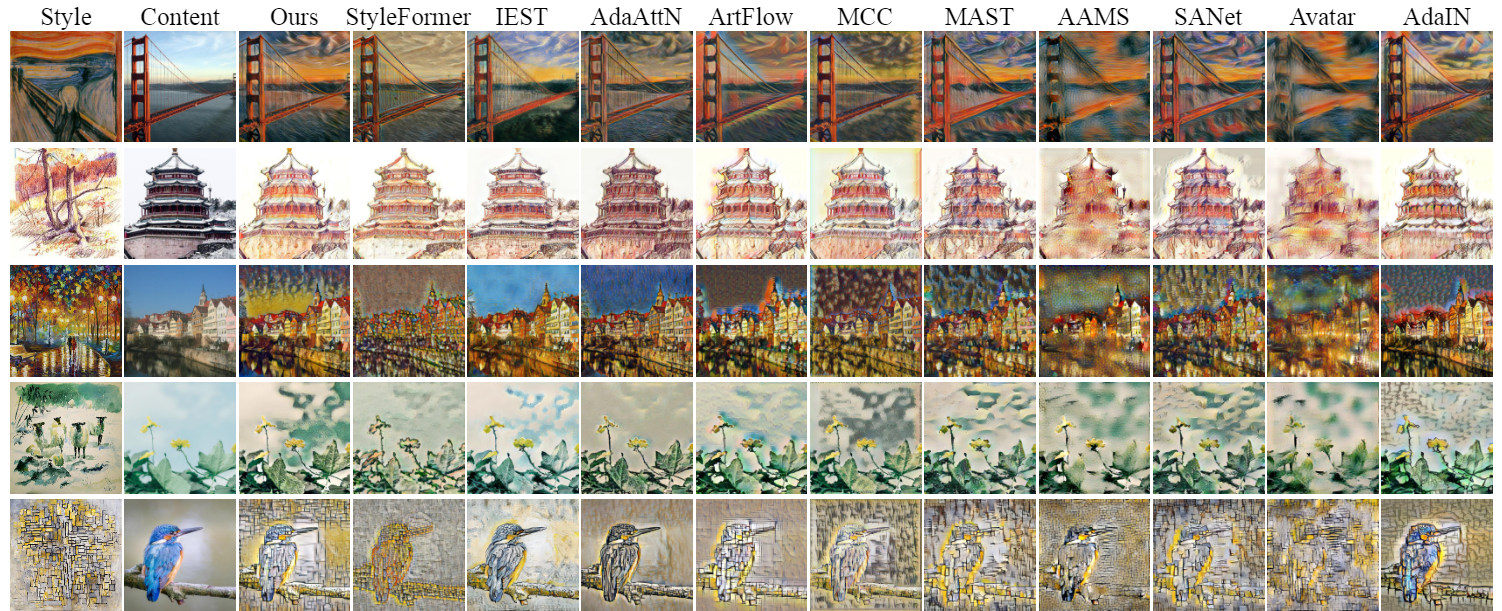 Style Content Ours StyleFormer IEST AdaAttN ArtFlow MCC MAST AAMS SANet Avatar AdaIN